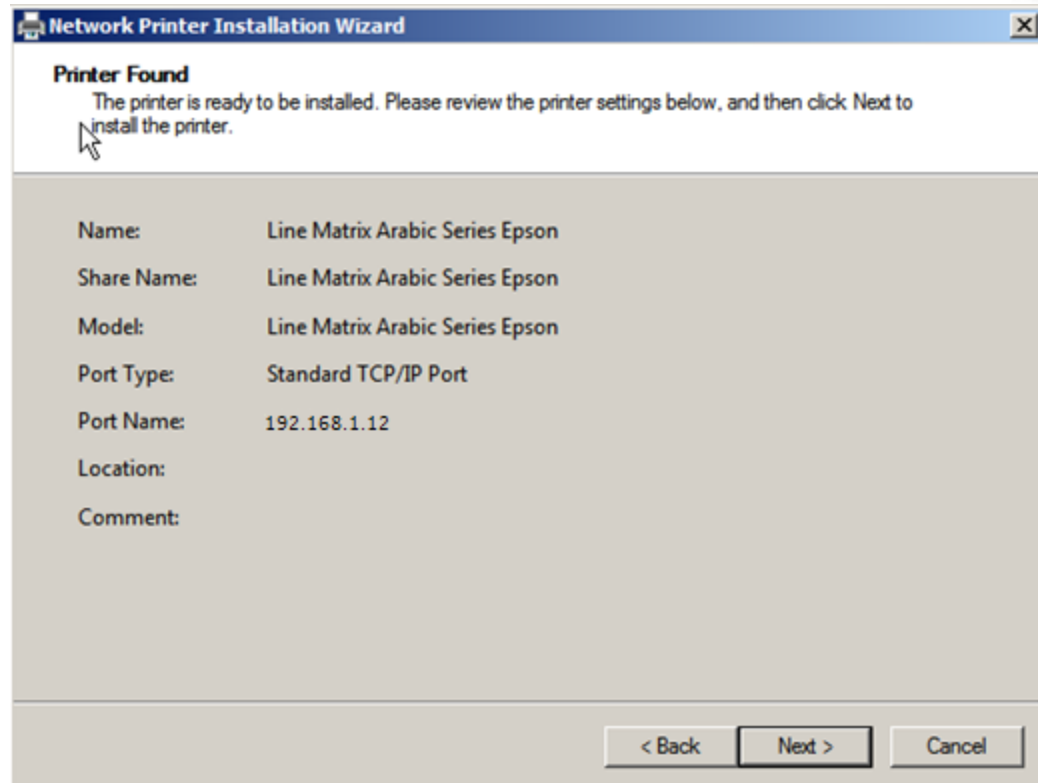 Network Printer Installation Wizard
Printer Found
The printer is ready to be installed. Please review the printer settings below, and then click Next to
install the printer.
Name: Line Matrix Arabic Series Epson
Share Name: Line Matrix Arabic Series Epson
Model: Line Matrix Arabic Series Epson
Port Type: Standard TCP/IP Port
Port Name: 192.168.1.12
Location:
Comment:
< Back Next > Cancel